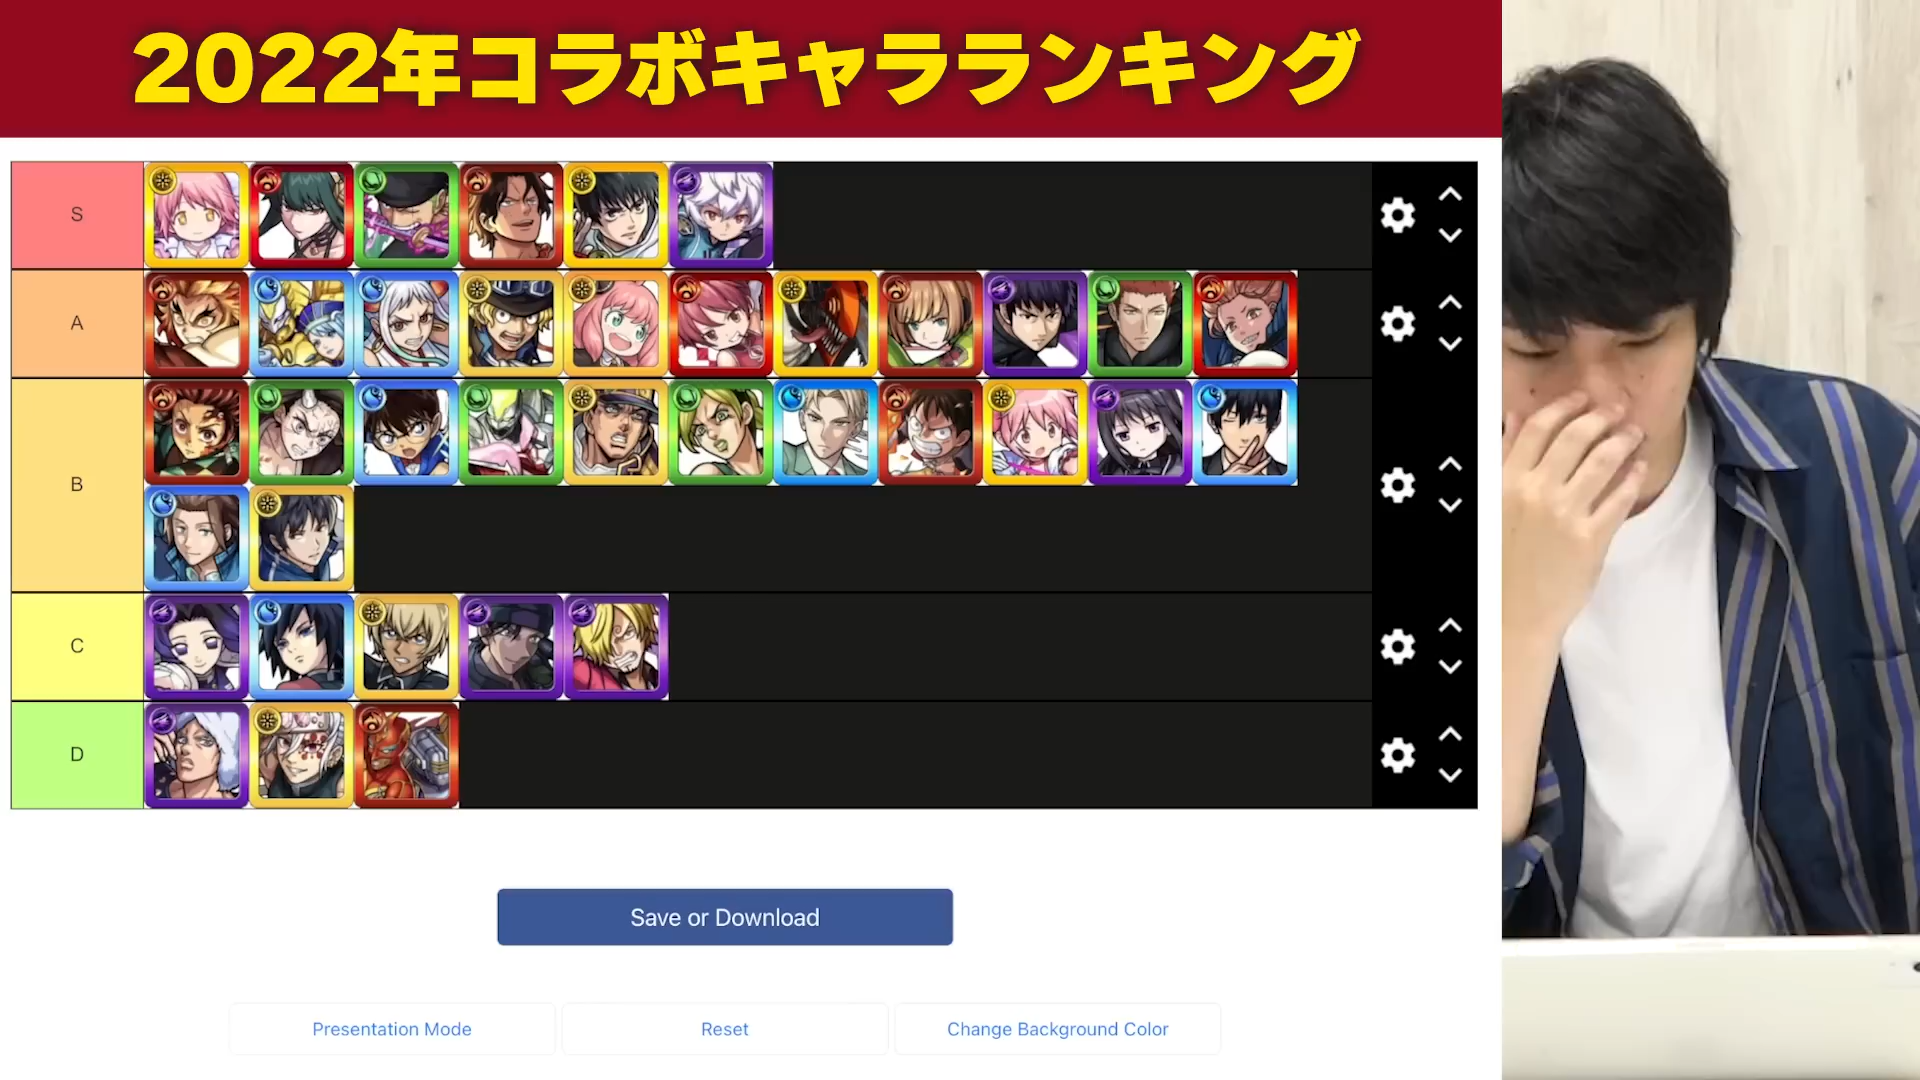 2022年コラボキャラランキング
S
A
B
C
D
Save or Download
Presentation Mode
Reset
Change Background Color